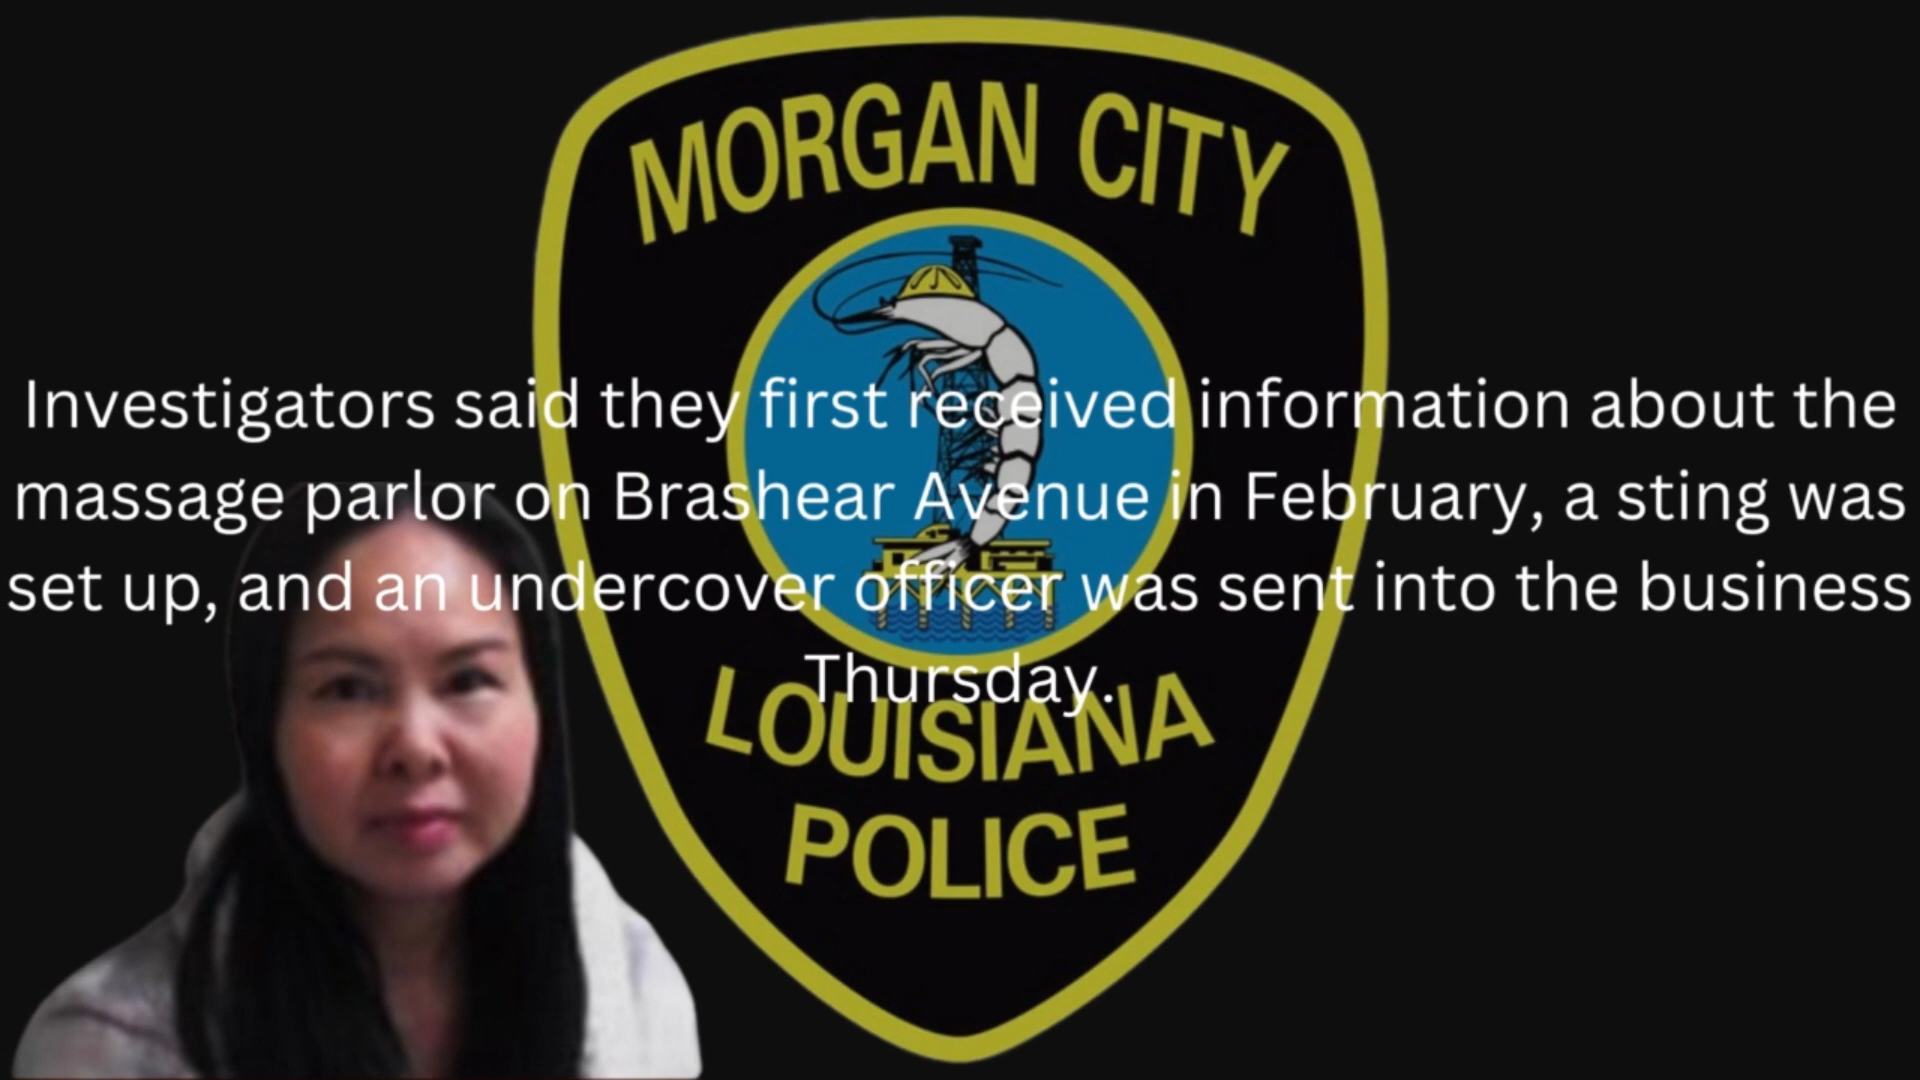 MORGAN CITY
Investigators said they first received information about the
massage parlor on Brashear Avenue in February, a sting was
set up, and an undercover officer was sent into the business
Thursday.
LOUISIANA
POLICE